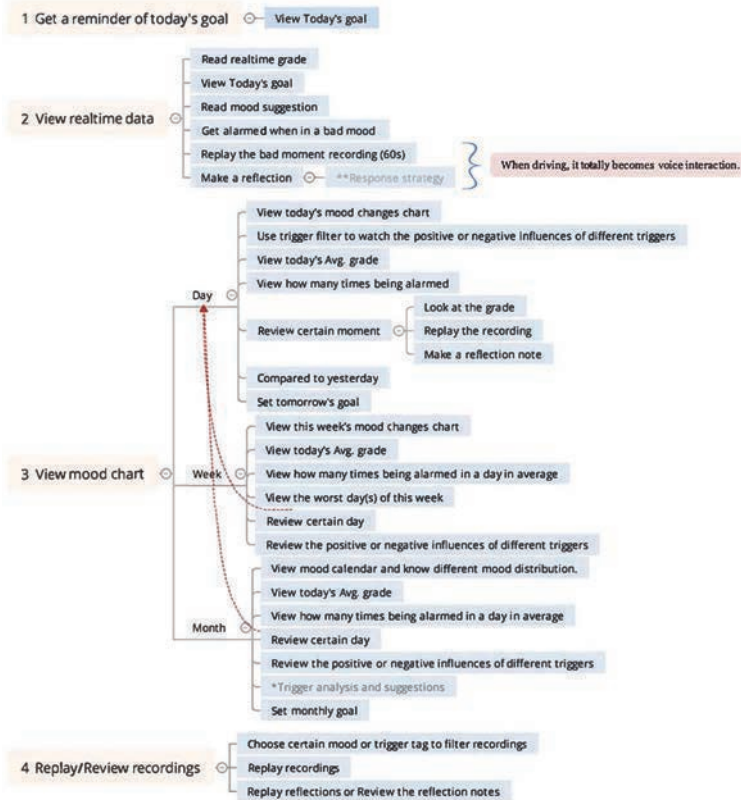 1 Get a reminder of today's goal
View Today's goal
2 View realtime data
Read realtime grade
View Today's goal
Read mood suggestion
Get alarmed when in a bad mood
Replay the bad moment recording (60s)
Make a reflection
**Response strategy
When driving, it totally becomes voice interaction.
3 View mood chart
Day
View today's mood changes chart
Use trigger filter to watch the positive or negative influences of different triggers
View today's Avg. grade
View how many times being alarmed
Review certain moment
Look at the grade
Replay the recording
Make a reflection note
Compared to yesterday
Set tomorrow's goal
Week
View this week's mood changes chart
View today's Avg. grade
View how many times being alarmed in a day in average
View the worst day(s) of this week
Review certain day
Review the positive or negative influences of different triggers
Month
View mood calendar and know different mood distribution.
View today's Avg. grade
View how many times being alarmed in a day in average
Review certain day
Review the positive or negative influences of different triggers
*Trigger analysis and suggestions
Set monthly goal
4 Replay/Review recordings
Choose certain mood or trigger tag to filter recordings
Replay recordings
Replay reflections or Review the reflection notes